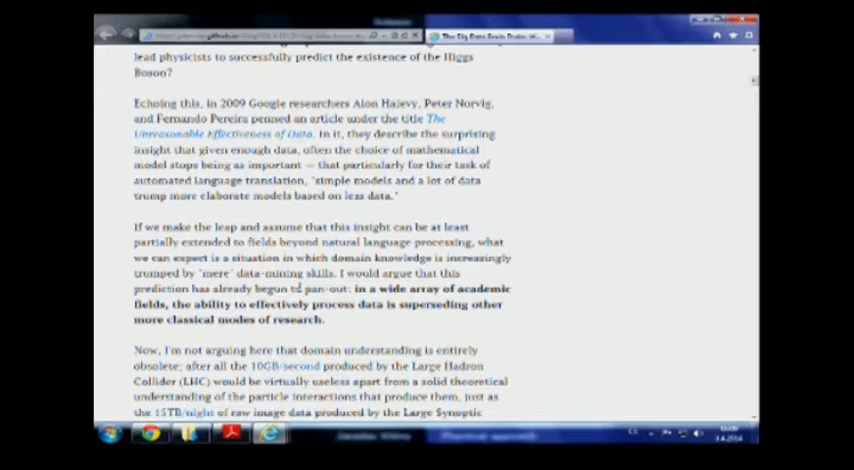 The Big Data Brain Drain: W...
lead physicists to successfully predict the existence of the Higgs
Boson?
Echoing this, in 2009 Google researchers Alon Halevy, Peter Norvig,
and Fernando Pereira penned an article under the title The
Unreasonable Effectiveness of Data. In it, they describe the surprising
insight that given enough data, often the choice of mathematical
model stops being as important — that particularly for their task of
automated language translation, "simple models and a lot of data
trump more elaborate models based on less data."
If we make the leap and assume that this insight can be at least
partially extended to fields beyond natural language processing, what
we can expect is a situation in which domain knowledge is increasingly
trumped by "mere" data-mining skills. I would argue that this
prediction has already begun to pan-out: in a wide array of academic
fields, the ability to effectively process data is superseding other
more classical modes of research.
Now, I'm not arguing here that domain understanding is entirely
obsolete; after all the 10GB/second produced by the Large Hadron
Collider (LHC) would be virtually useless apart from a solid theoretical
understanding of the particle interactions that produce them. Just as
the 15TB/night of raw image data produced by the Large Synoptic
CS
3.4.2014